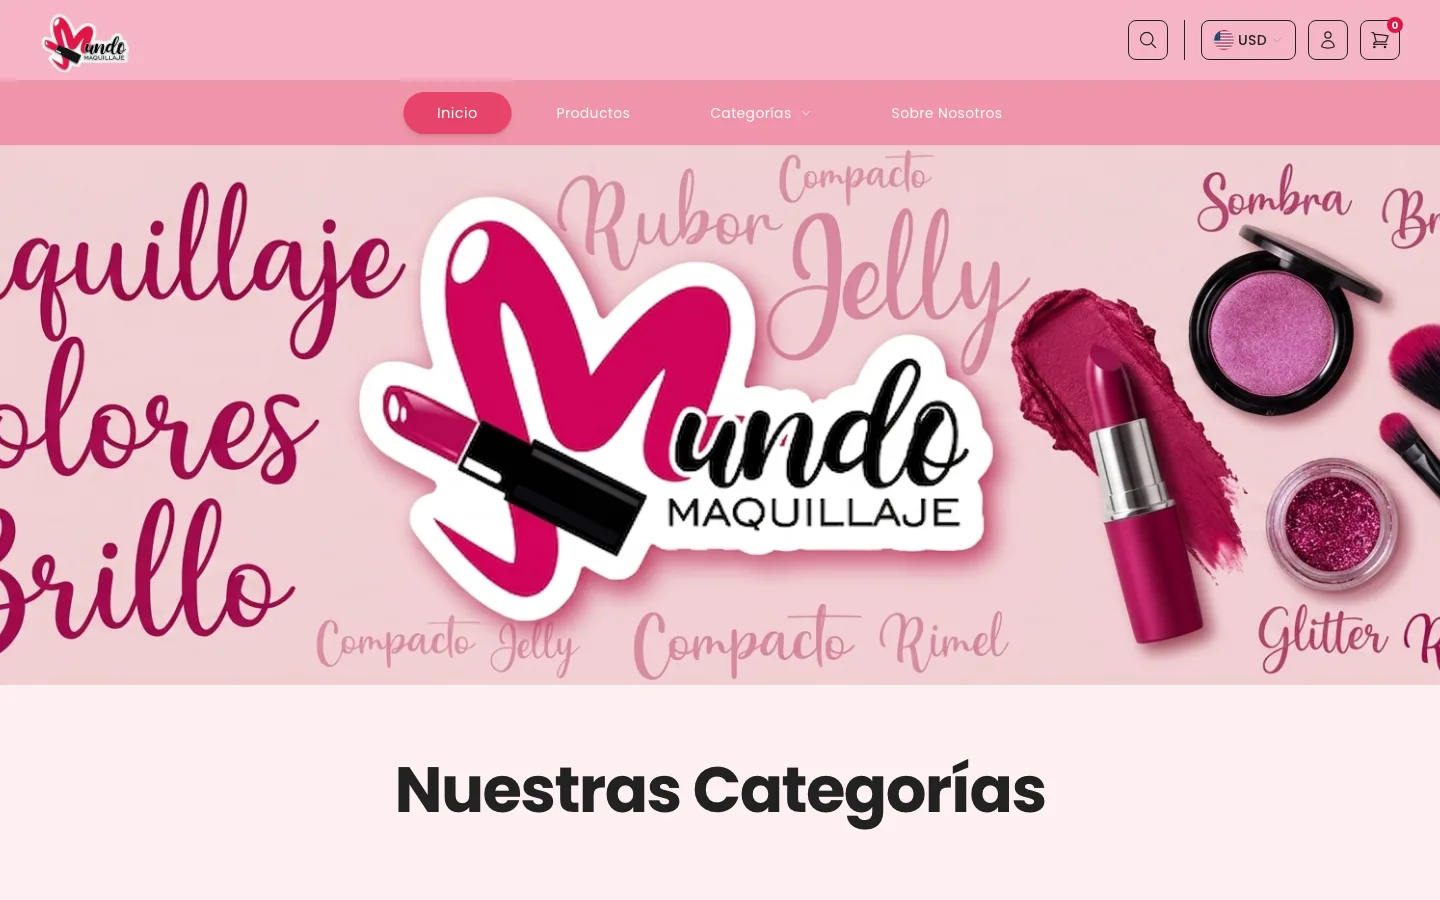 Mundo
MAQUILLAJE
USD
0
Inicio
Productos
Categorías
Sobre Nosotros
Compacto
Rubor
Jelly
Sombra
quillaje
olores
Brillo
Mundo
MAQUILLAJE
Compacto Jelly
Compacto
Rimel
Glitter
Nuestras Categorías